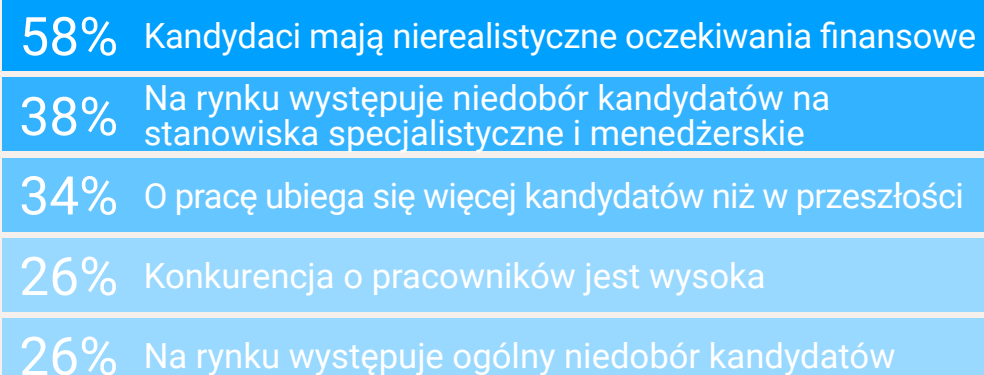 58% Kandydaci mają nierealistyczne oczekiwania finansowe
38% Na rynku występuje niedobór kandydatów na
stanowiska specjalistyczne i menedżerskie
34% O pracę ubiega się więcej kandydatów niż w przeszłości
26% Konkurencja o pracowników jest wysoka
26% Na rynku występuje ogólny niedobór kandydatów